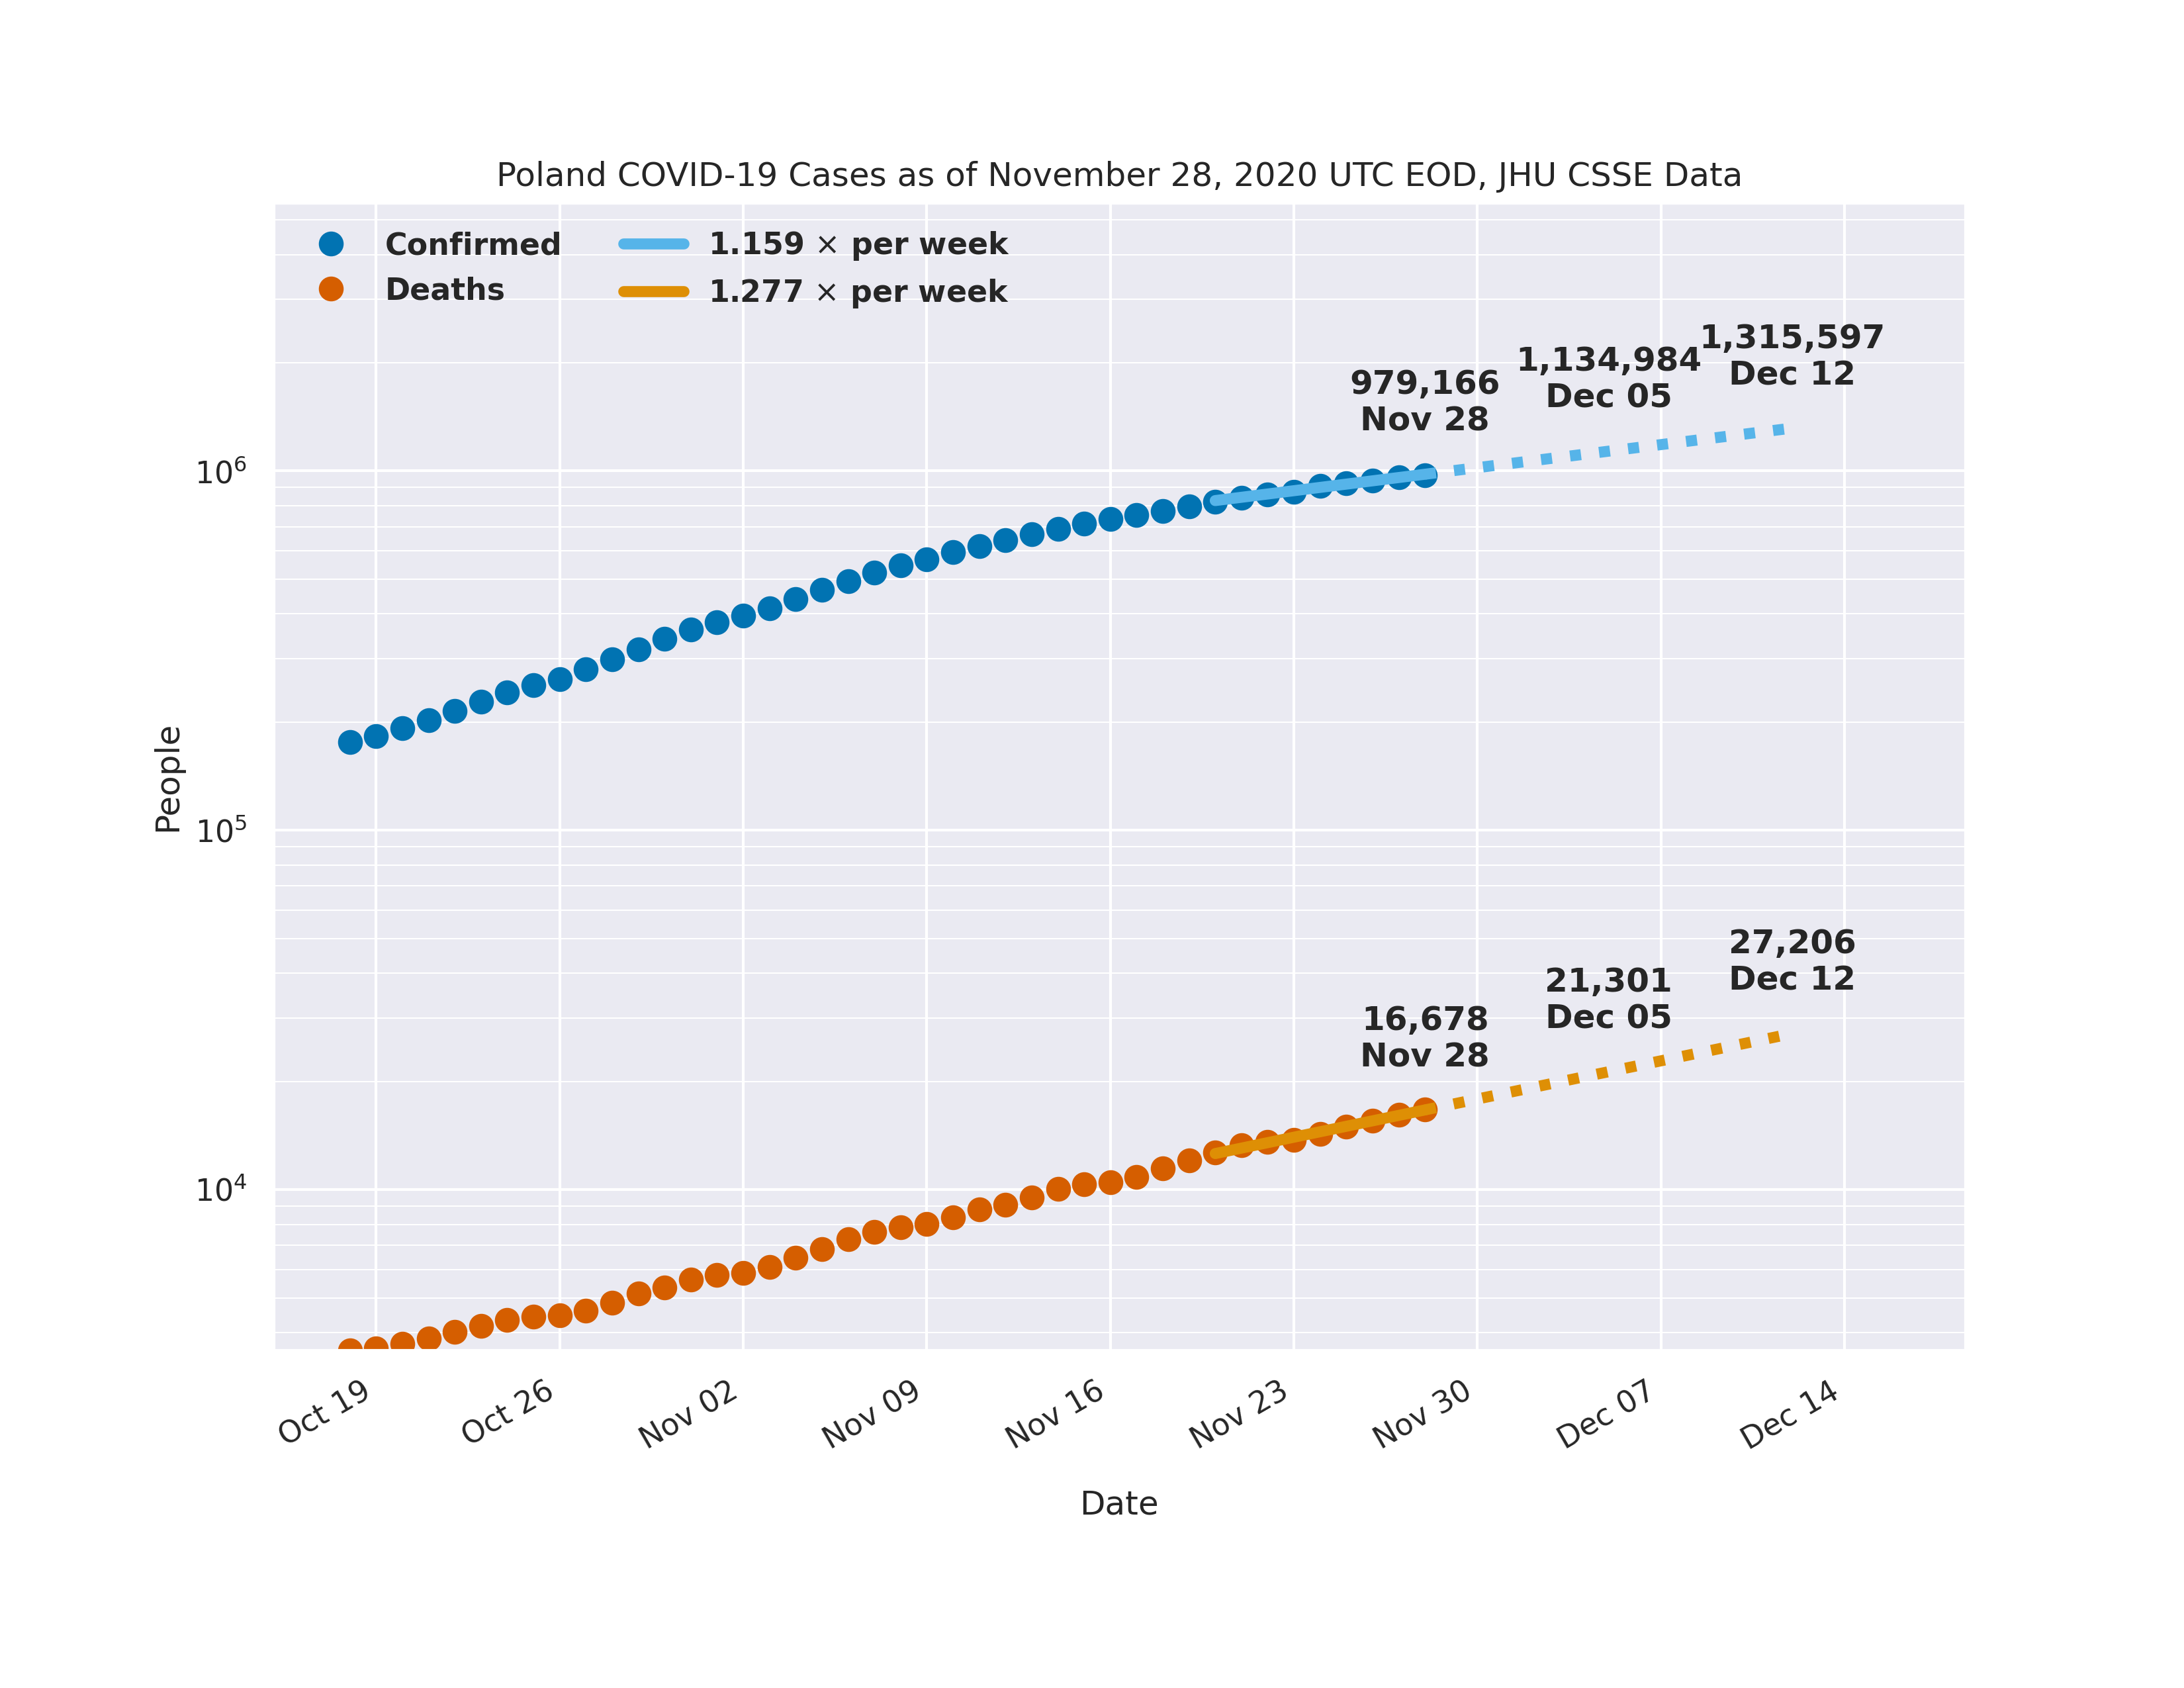 Poland COVID-19 Cases as of November 28, 2020 UTC EOD, JHU CSSE Data
Confirmed
Deaths
1.159 × per week
1.277 × per week
979,166
Nov 28
1,134,984
Dec 05
1,315,597
Dec 12
16,678
Nov 28
21,301
Dec 05
27,206
Dec 12
People
10⁶
10⁵
10⁴
Oct 19
Oct 26
Nov 02
Nov 09
Nov 16
Nov 23
Nov 30
Dec 07
Dec 14
Date